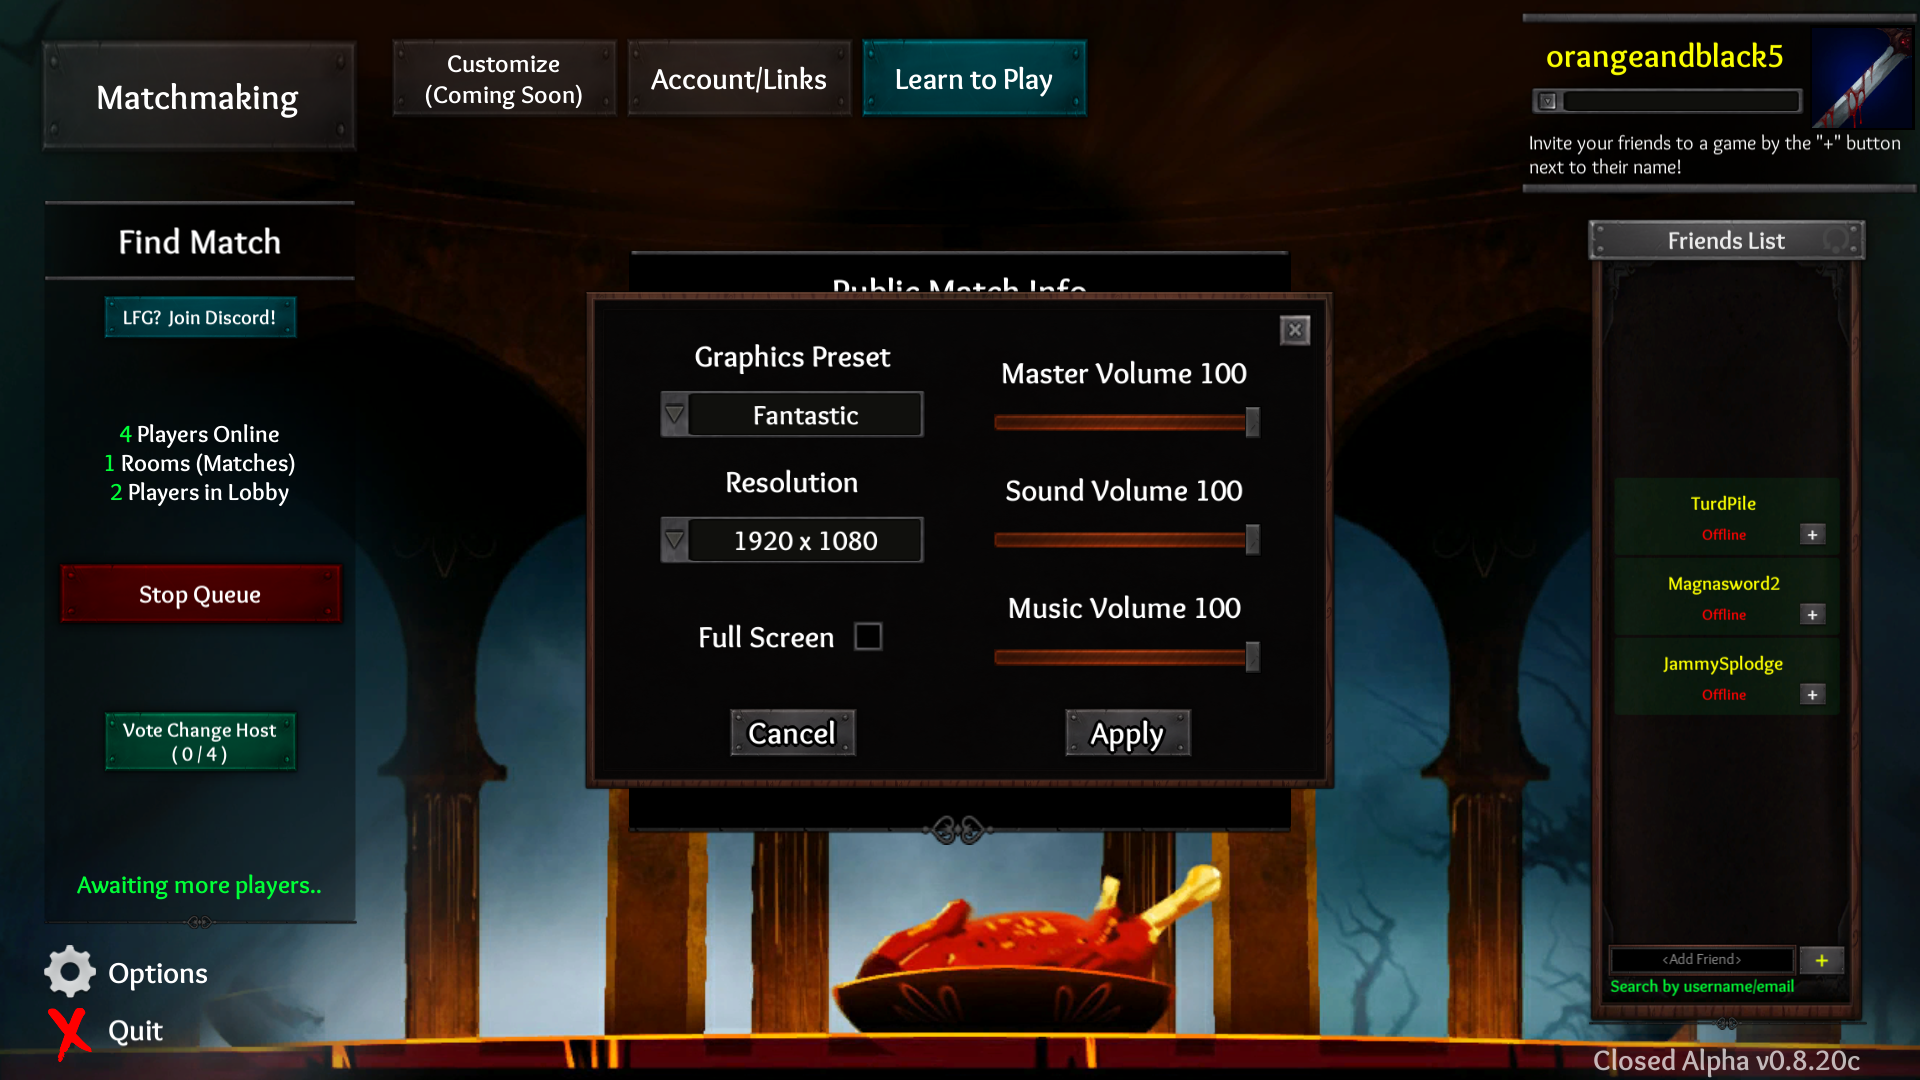 Matchmaking
Customize
(Coming Soon)
Account/Links
Learn to Play
orangeandblack5
Invite your friends to a game by the "+" button
next to their name!
Find Match
LFG? Join Discord!
4 Players Online
1 Rooms (Matches)
2 Players in Lobby
Stop Queue
Vote Change Host
( 0 / 4 )
Awaiting more players..
Options
Quit
Public Match Info
Graphics Preset
Fantastic
Resolution
1920 x 1080
Full Screen
Cancel
Master Volume 100
Sound Volume 100
Music Volume 100
Apply
Friends List
TurdPile
Offline
+
Magnasword2
Offline
+
JammySplodge
Offline
+
<Add Friend>
+
Search by username/email
Closed Alpha v0.8.20c